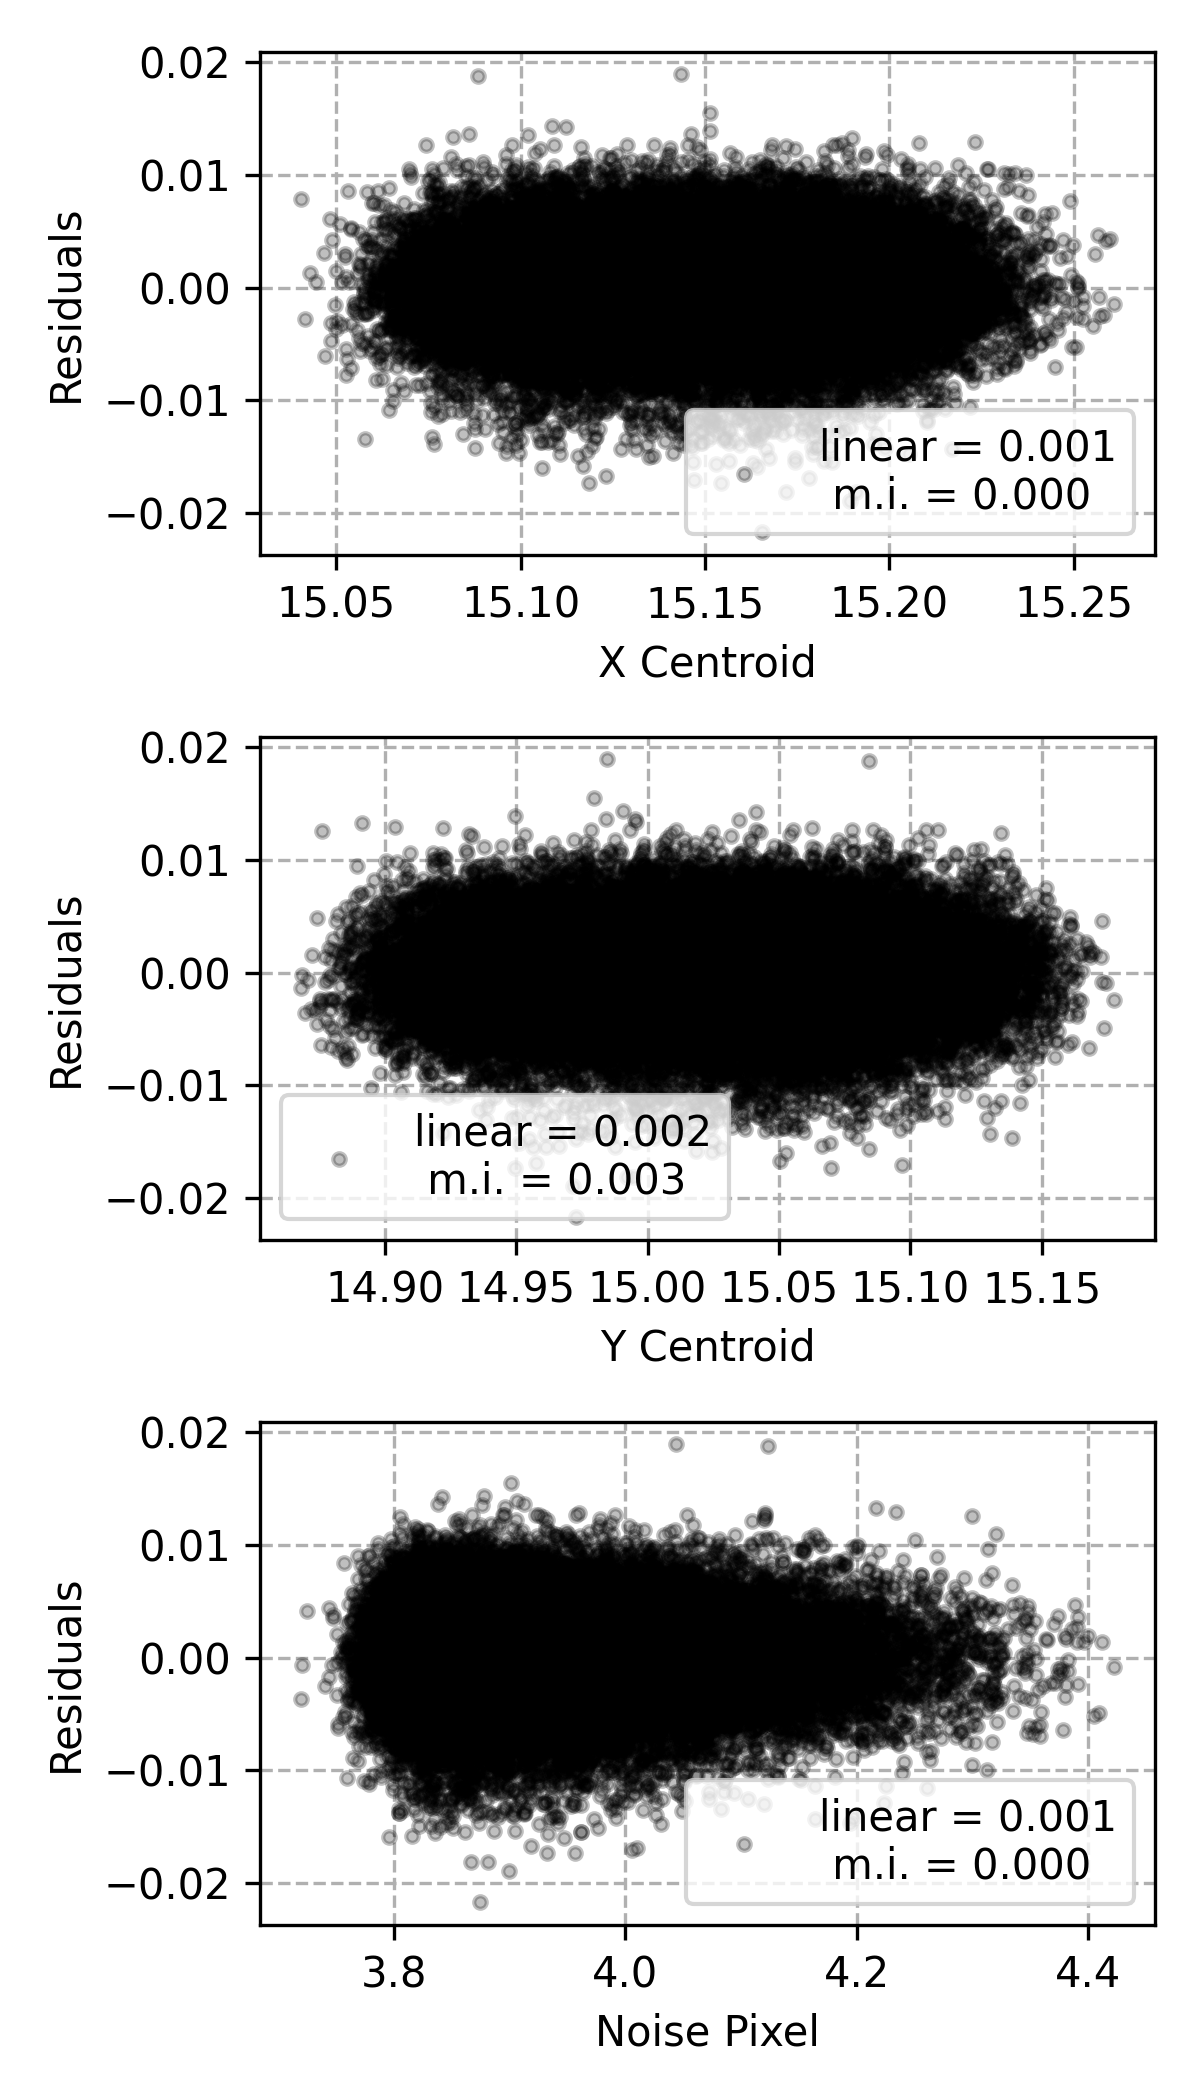 0.02
0.01
0.00
−0.01
−0.02
Residuals
linear = 0.001
m.i. = 0.000
15.05 15.10 15.15 15.20 15.25
X Centroid
0.02
0.01
0.00
−0.01
−0.02
Residuals
linear = 0.002
m.i. = 0.003
14.90 14.95 15.00 15.05 15.10 15.15
Y Centroid
0.02
0.01
0.00
−0.01
−0.02
Residuals
linear = 0.001
m.i. = 0.000
3.8 4.0 4.2 4.4
Noise Pixel